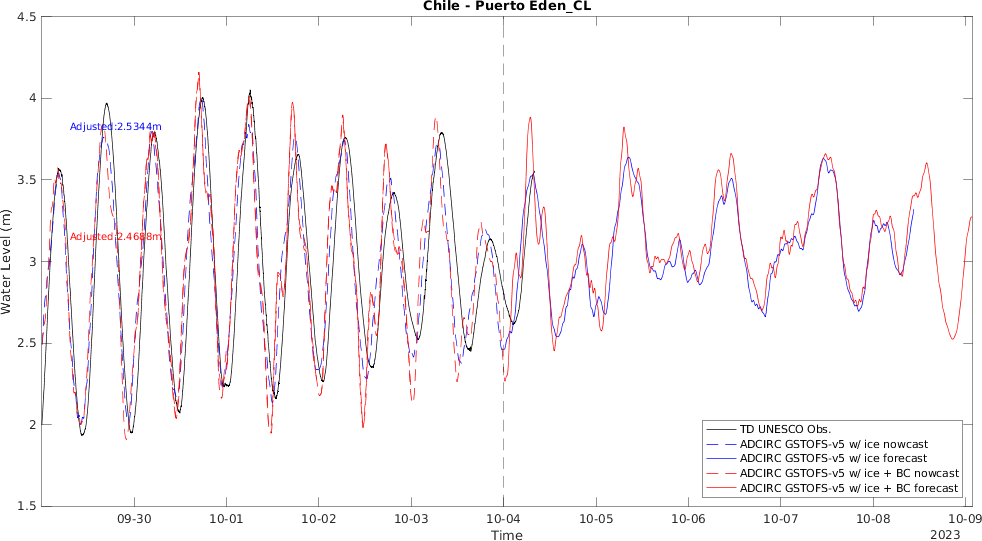 Chile - Puerto Eden_CL
Water Level (m)
4.5
4
3.5
3
2.5
2
1.5
Adjusted:2.5344m
Adjusted:2.4688m
TD UNESCO Obs.
ADCIRC GSTOFS-v5 w/ ice nowcast
ADCIRC GSTOFS-v5 w/ ice forecast
ADCIRC GSTOFS-v5 w/ ice + BC nowcast
ADCIRC GSTOFS-v5 w/ ice + BC forecast
09-30 10-01 10-02 10-03 10-04 10-05 10-06 10-07 10-08 10-09
Time
2023